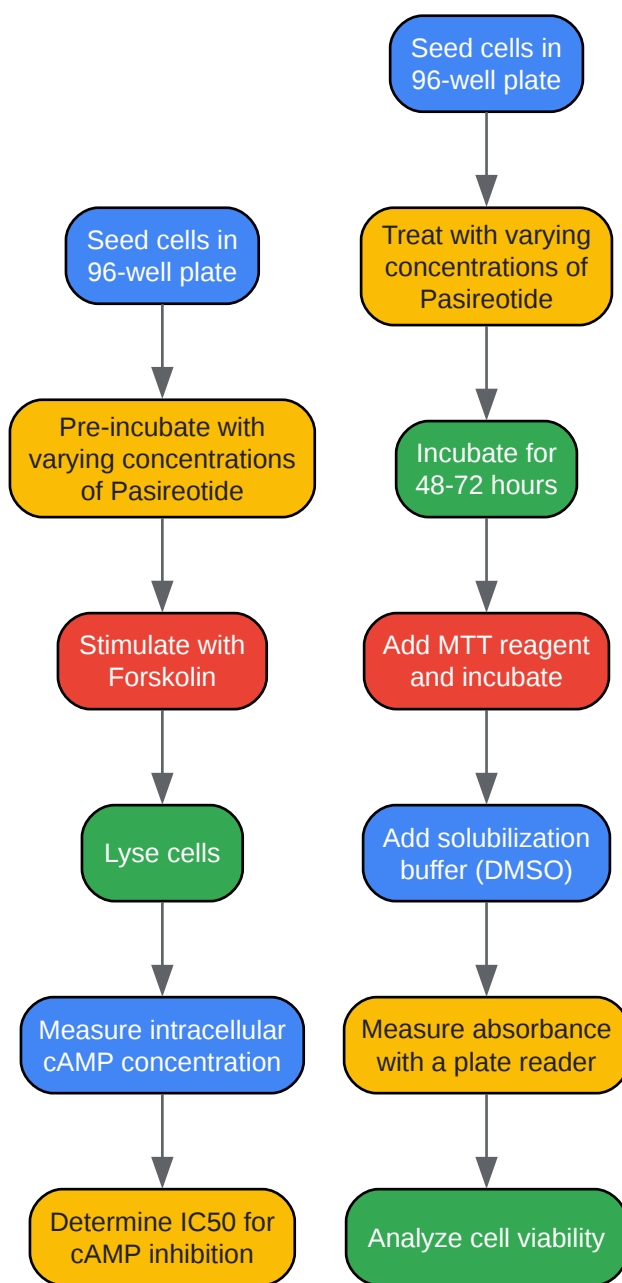 Seed cells in
96-well plate
Pre-incubate with
varying concentrations
of Pasireotide
Stimulate with
Forskolin
Lyse cells
Measure intracellular
cAMP concentration
Determine IC50 for
cAMP inhibition
Seed cells in
96-well plate
Treat with varying
concentrations of
Pasireotide
Incubate for
48-72 hours
Add MTT reagent
and incubate
Add solubilization
buffer (DMSO)
Measure absorbance
with a plate reader
Analyze cell viability